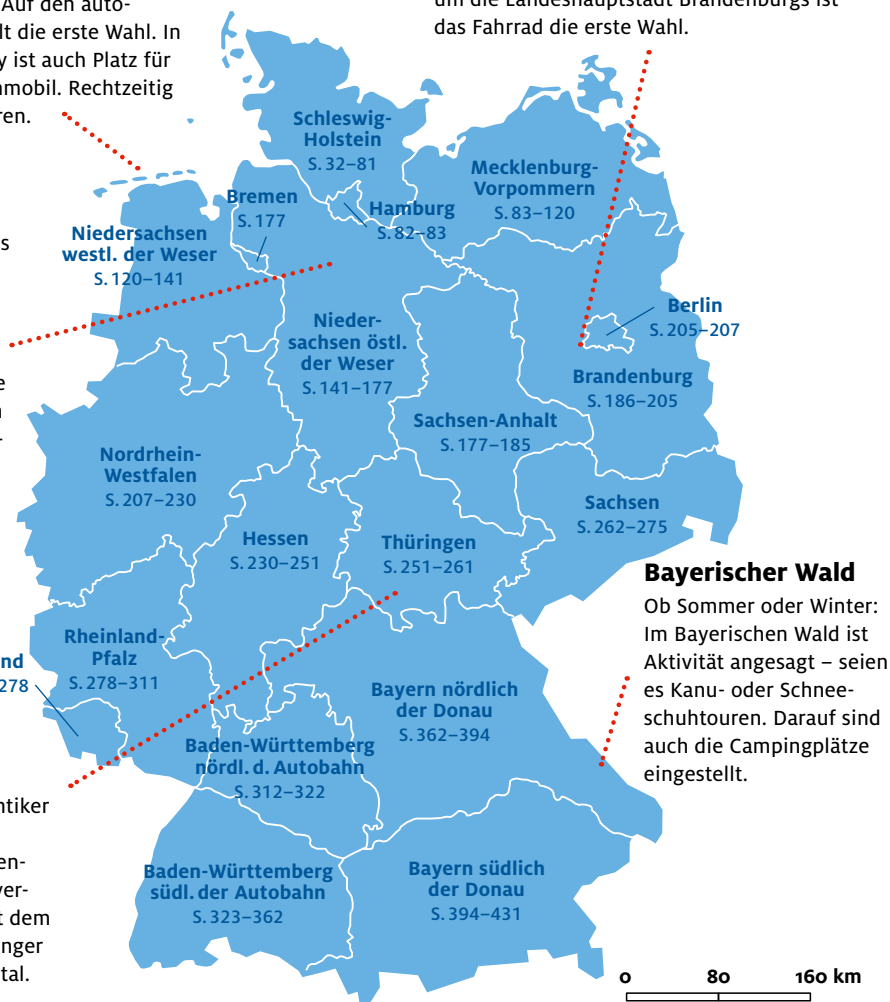 Auf den auto-
die erste Wahl. In
ist auch Platz für
Rechtzeitig
um die Landeshauptstadt Brandenburgs ist
das Fahrrad die erste Wahl.
Schleswig-
Holstein
S. 32–81
Mecklenburg-
Vorpommern
S. 83–120
Bremen
S. 177
Hamburg
S. 82–83
Niedersachsen
westl. der Weser
S. 120–141
Berlin
S. 205–207
Nieder-
sachsen östl.
der Weser
S. 141–177
Brandenburg
S. 186–205
Sachsen-Anhalt
S. 177–185
Nordrhein-
Westfalen
S. 207–230
Sachsen
S. 262–275
Hessen
S. 230–251
Thüringen
S. 251–261
Bayerischer Wald
Ob Sommer oder Winter:
Im Bayerischen Wald ist
Aktivität angesagt – seien
es Kanu- oder Schnee-
schuhtouren. Darauf sind
auch die Campingplätze
eingestellt.
Rheinland-
Pfalz
S. 278–311
nd
278
Bayern nördlich
der Donau
S. 362–394
Baden-Württemberg
nördl. d. Autobahn
S. 312–322
ntiker
en-
ver-
t dem
nger
tal.
Baden-Württemberg
südl. der Autobahn
S. 323–362
Bayern südlich
der Donau
S. 394–431
0 80 160 km